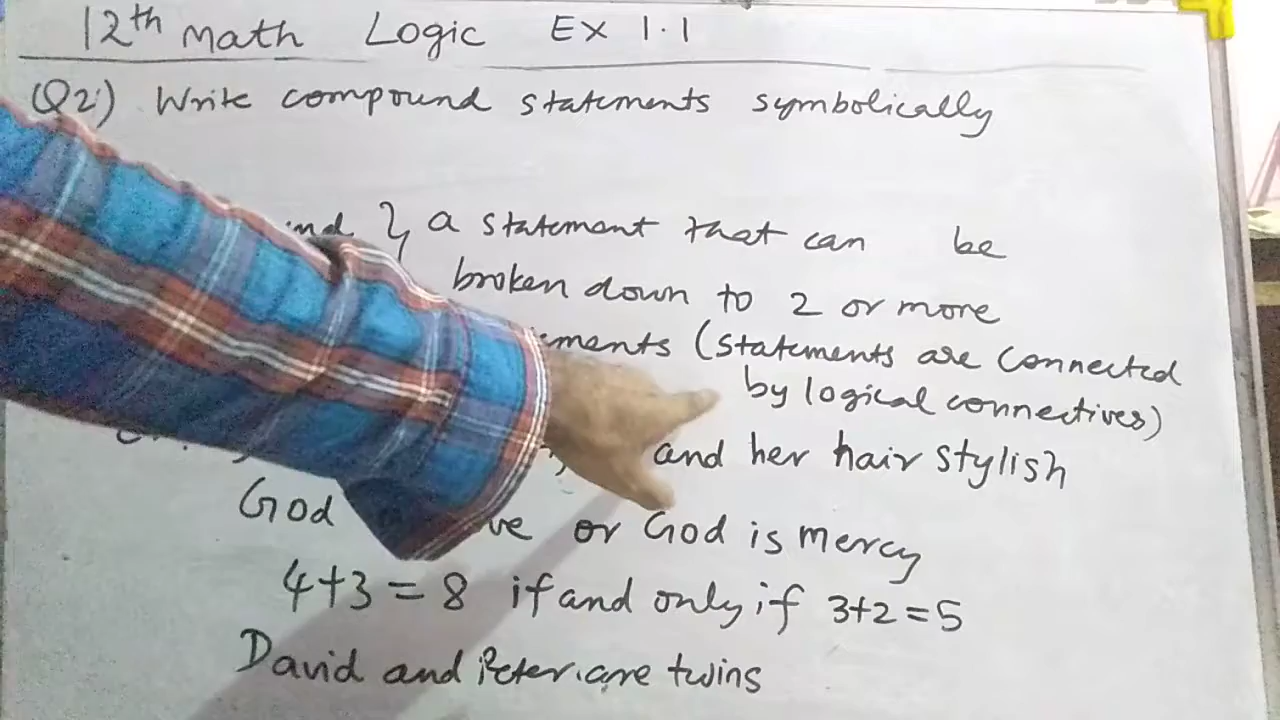 12th Math Logic Ex 1.1
(Q2:) Write compound statements symbolically
a statement that can be
broken down to 2 or more
(statements are connected
by logical connectives)
and her hair stylish
God or God is mercy
4+3=8 if and only if 3+2=5
David and Peter are twins